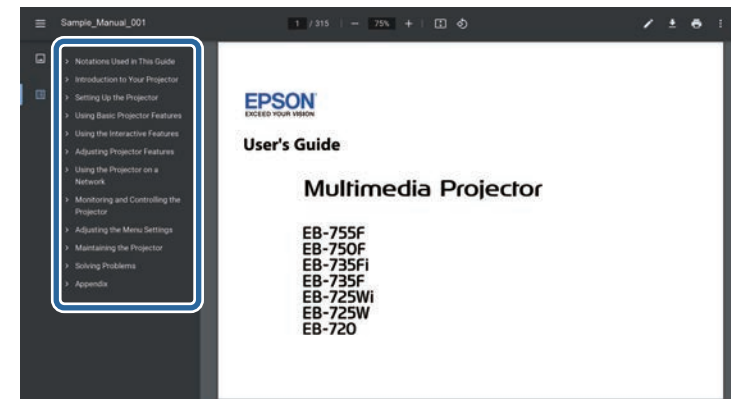 Sample_Manual_001
1 / 315
75%
> Notations Used in This Guide
> Introduction to Your Projector
> Setting Up the Projector
> Using Basic Projector Features
> Using the Interactive Features
> Adjusting Projector Features
> Using the Projector on a
Network
> Monitoring and Controlling the
Projector
> Adjusting the Menu Settings
> Maintaining the Projector
> Solving Problems
> Appendix
EPSON
EXCEED YOUR VISION
User's Guide
Multimedia Projector
EB-755F
EB-750F
EB-735Fi
EB-735F
EB-725Wi
EB-725W
EB-720